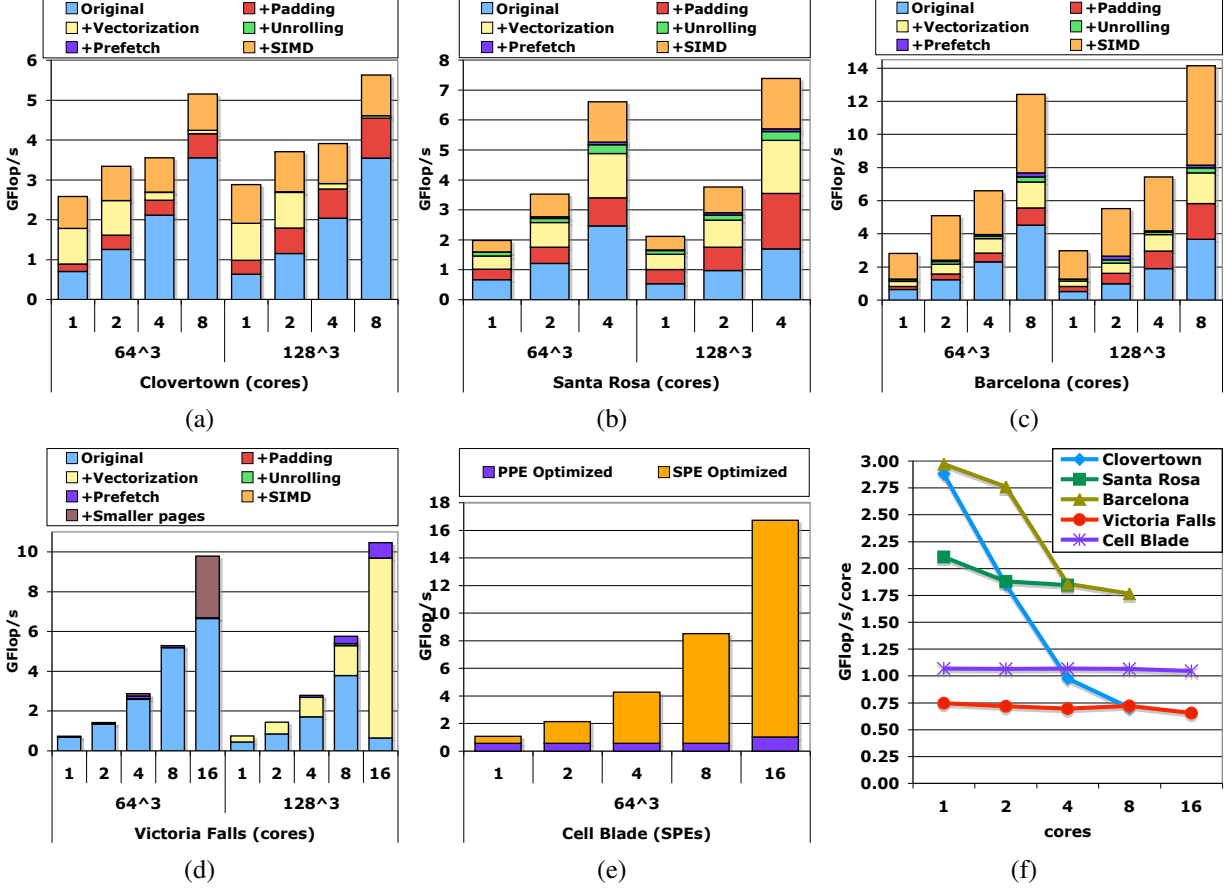 Original +Padding
+Vectorization +Unrolling
+Prefetch +SIMD
6
5
4
3
2
1
0
GFlop/s
1 2 4 8 1 2 4 8
64^3 128^3
Clovertown (cores)
(a)
Original +Padding
+Vectorization +Unrolling
+Prefetch +SIMD
8
7
6
5
4
3
2
1
0
GFlop/s
1 2 4 1 2 4
64^3 128^3
Santa Rosa (cores)
(b)
Original +Padding
+Vectorization +Unrolling
+Prefetch +SIMD
14
12
10
8
6
4
2
0
GFlop/s
1 2 4 8 1 2 4 8
64^3 128^3
Barcelona (cores)
(c)
Original +Padding
+Vectorization +Unrolling
+Prefetch +SIMD
+Smaller pages
10
8
6
4
2
0
GFlop/s
1 2 4 8 16 1 2 4 8 16
64^3 128^3
Victoria Falls (cores)
(d)
PPE Optimized SPE Optimized
18
16
14
12
10
8
6
4
2
0
GFlop/s
1 2 4 8 16
64^3
Cell Blade (SPEs)
(e)
Clovertown
Santa Rosa
Barcelona
Victoria Falls
Cell Blade
3.00
2.75
2.50
2.25
2.00
1.75
1.50
1.25
1.00
0.75
0.50
0.25
0.00
GFlop/s/core
1 2 4 8 16
cores
(f)